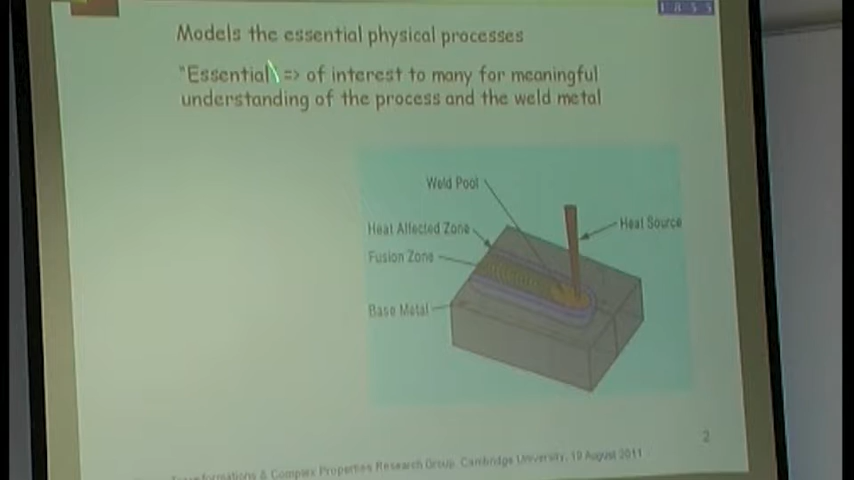 1855
Models the essential physical processes
"Essential" => of interest to many for meaningful
understanding of the process and the weld metal
Weld Pool
Heat Source
Heat Affected Zone
Fusion Zone
Base Metal
2
Transformations & Complex Properties Research Group, Cambridge University, 19 August 2011